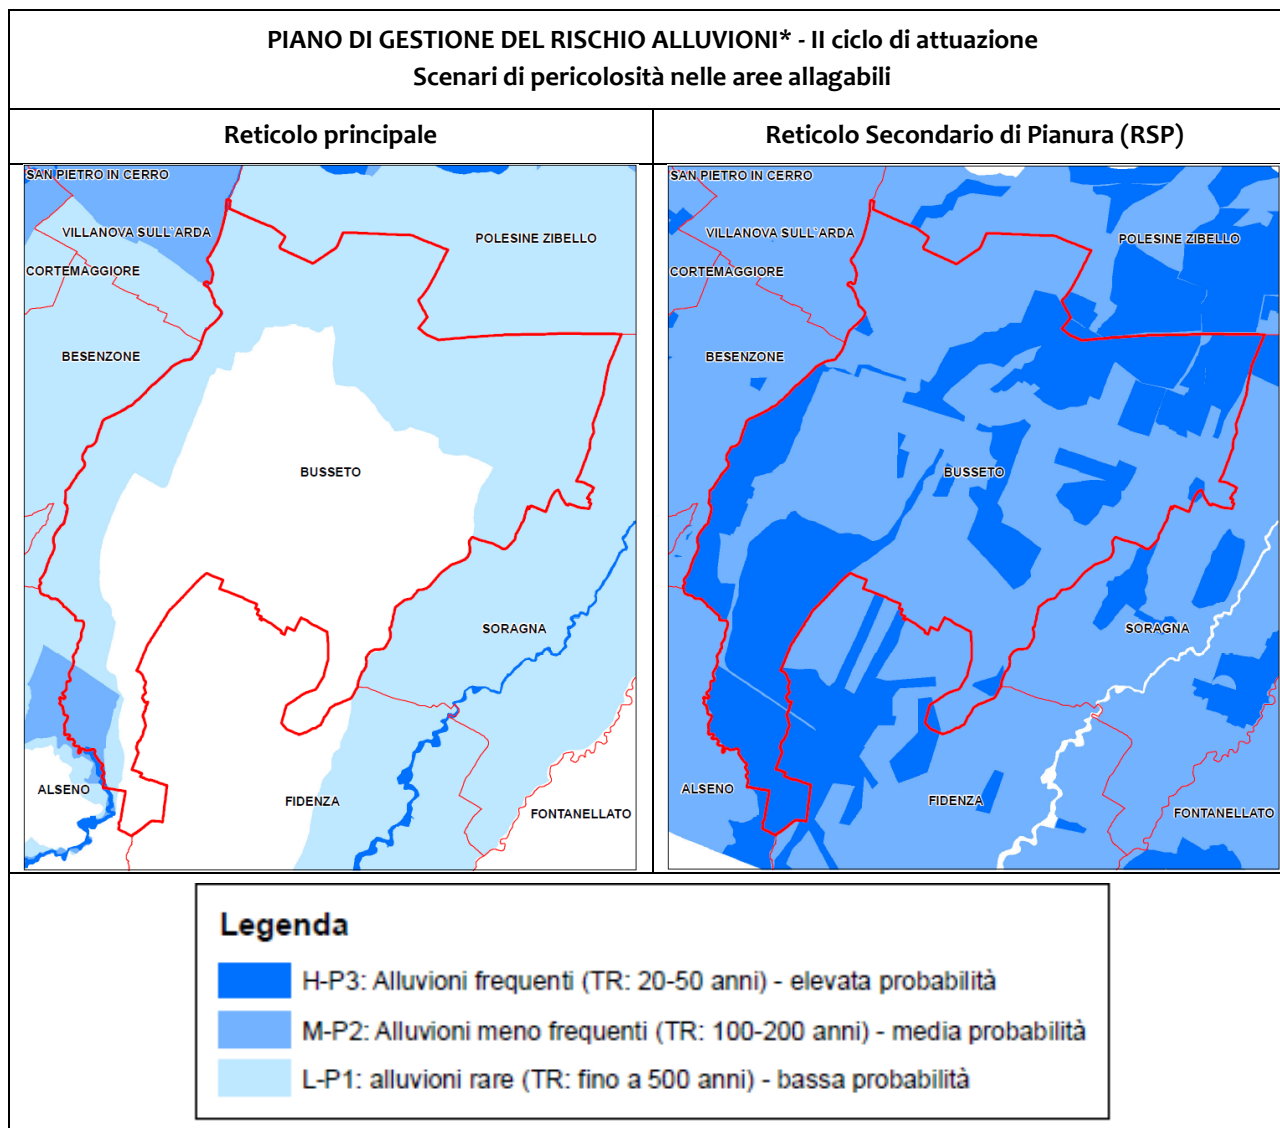 PIANO DI GESTIONE DEL RISCHIO ALLUVIONI* - II ciclo di attuazione
Scenari di pericolosità nelle aree allagabili
Reticolo principale
Reticolo Secondario di Pianura (RSP)
SAN PIETRO IN CERRO
VILLANOVA SULL'ARDA
POLESINE ZIBELLO
CORTEMAGGIORE
BESENZONE
BUSSETO
SORAGNA
ALSENO
FIDENZA
FONTANELLATO
SAN PIETRO IN CERRO
VILLANOVA SULL'ARDA
POLESINE ZIBELLO
CORTEMAGGIORE
BESENZONE
BUSSETO
SORAGNA
ALSENO
FIDENZA
FONTANELLATO
Legenda
H-P3: Alluvioni frequenti (TR: 20-50 anni) - elevata probabilità
M-P2: Alluvioni meno frequenti (TR: 100-200 anni) - media probabilità
L-P1: alluvioni rare (TR: fino a 500 anni) - bassa probabilità